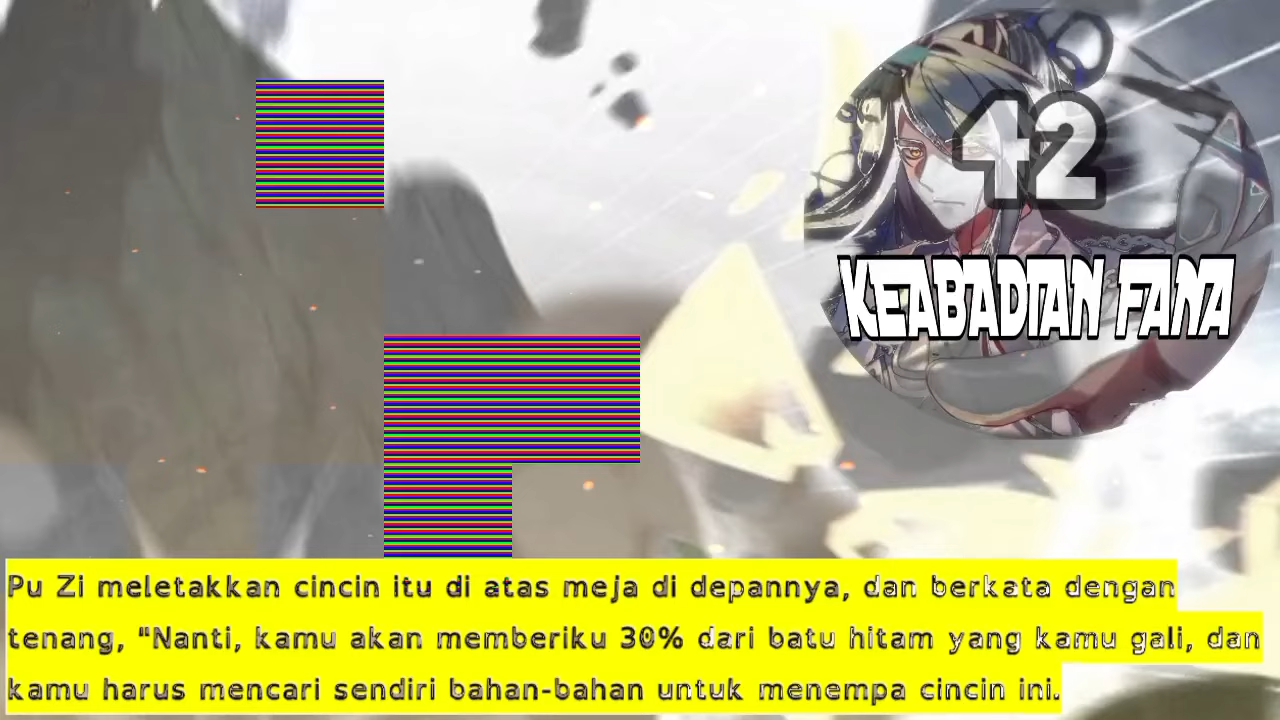 42
KEABADIAN FANA
Pu Zi meletakkan cincin itu di atas meja di depannya, dan berkata dengan
tenang, "Nanti, kamu akan memberiku 30% dari batu hitam yang kamu gali, dan
kamu harus mencari sendiri bahan-bahan untuk menempa cincin ini.